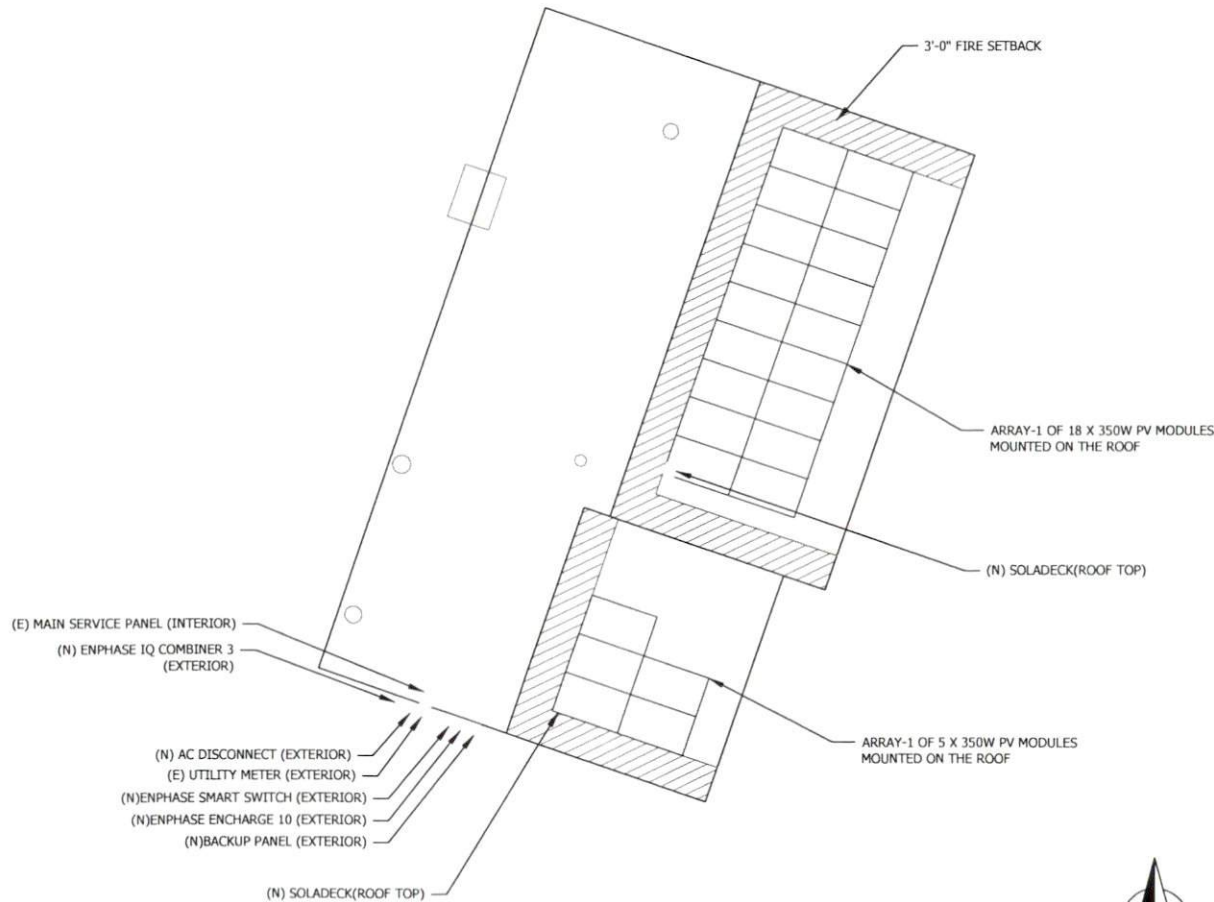 3'-0" FIRE SETBACK
ARRAY-1 OF 18 X 350W PV MODULES
MOUNTED ON THE ROOF
(N) SOLADECK(ROOF TOP)
(E) MAIN SERVICE PANEL (INTERIOR)
(N) ENPHASE IQ COMBINER 3
(EXTERIOR)
(N) AC DISCONNECT (EXTERIOR)
(E) UTILITY METER (EXTERIOR)
(N)ENPHASE SMART SWITCH (EXTERIOR)
(N)ENPHASE ENCHARGE 10 (EXTERIOR)
(N)BACKUP PANEL (EXTERIOR)
ARRAY-1 OF 5 X 350W PV MODULES
MOUNTED ON THE ROOF
(N) SOLADECK(ROOF TOP)